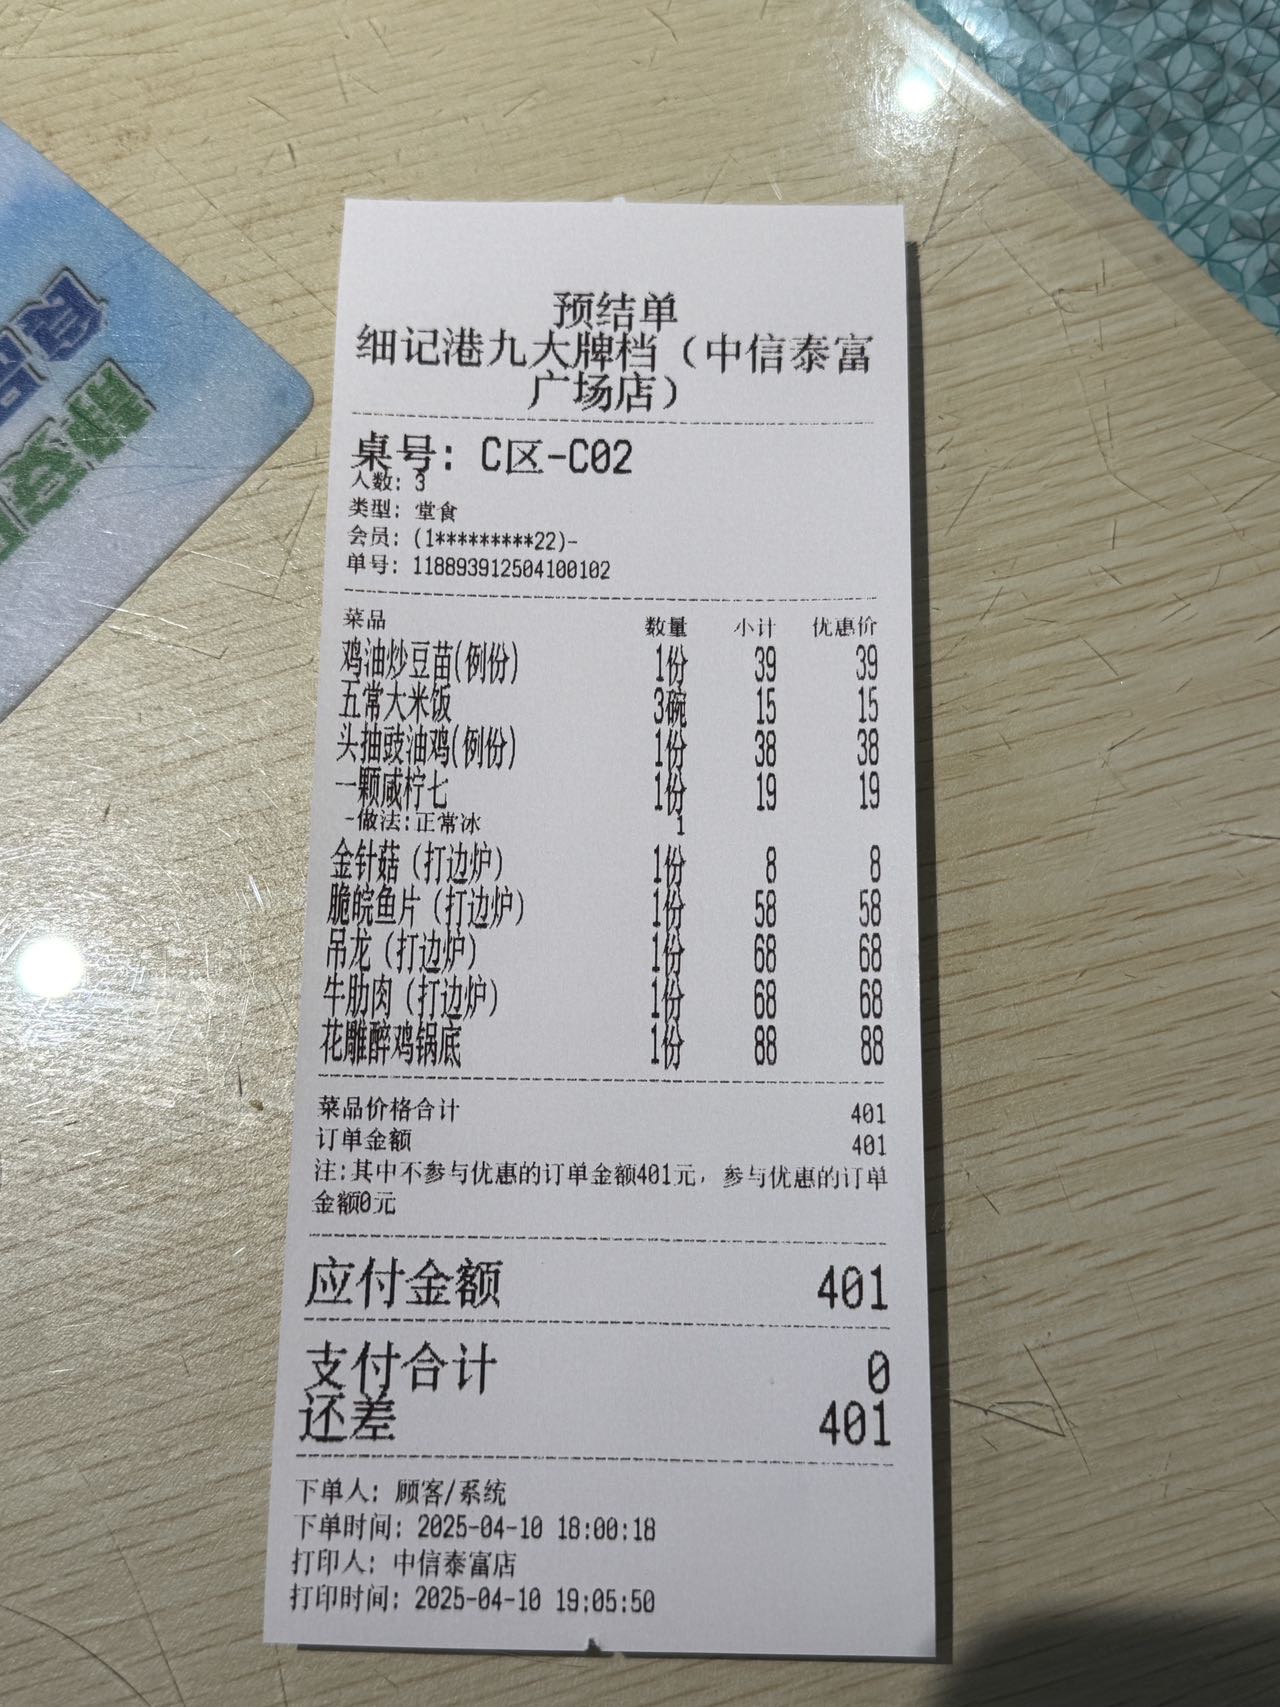 预结单
细记港九大牌档（中信泰富
广场店）
桌号: C区-C02
人数: 3
类型: 堂食
会员: (1*********22)-
单号: 118893912504100102
菜品 数量 小计 优惠价
鸡油炒豆苗(例份) 1份 39 39
五常大米饭 3碗 15 15
头抽豉油鸡(例份) 1份 38 38
一颗咸柠七 1份 19 19
-做法:正常冰 1
金针菇（打边炉） 1份 8 8
脆皖鱼片（打边炉） 1份 58 58
吊龙（打边炉） 1份 68 68
牛肋肉（打边炉） 1份 68 68
花雕醉鸡锅底 1份 88 88
菜品价格合计 401
订单金额 401
注:其中不参与优惠的订单金额401元，参与优惠的订单
金额0元
应付金额 401
支付合计 0
还差 401
下单人: 顾客/系统
下单时间: 2025-04-10 18:00:18
打印人: 中信泰富店
打印时间: 2025-04-10 19:05:50